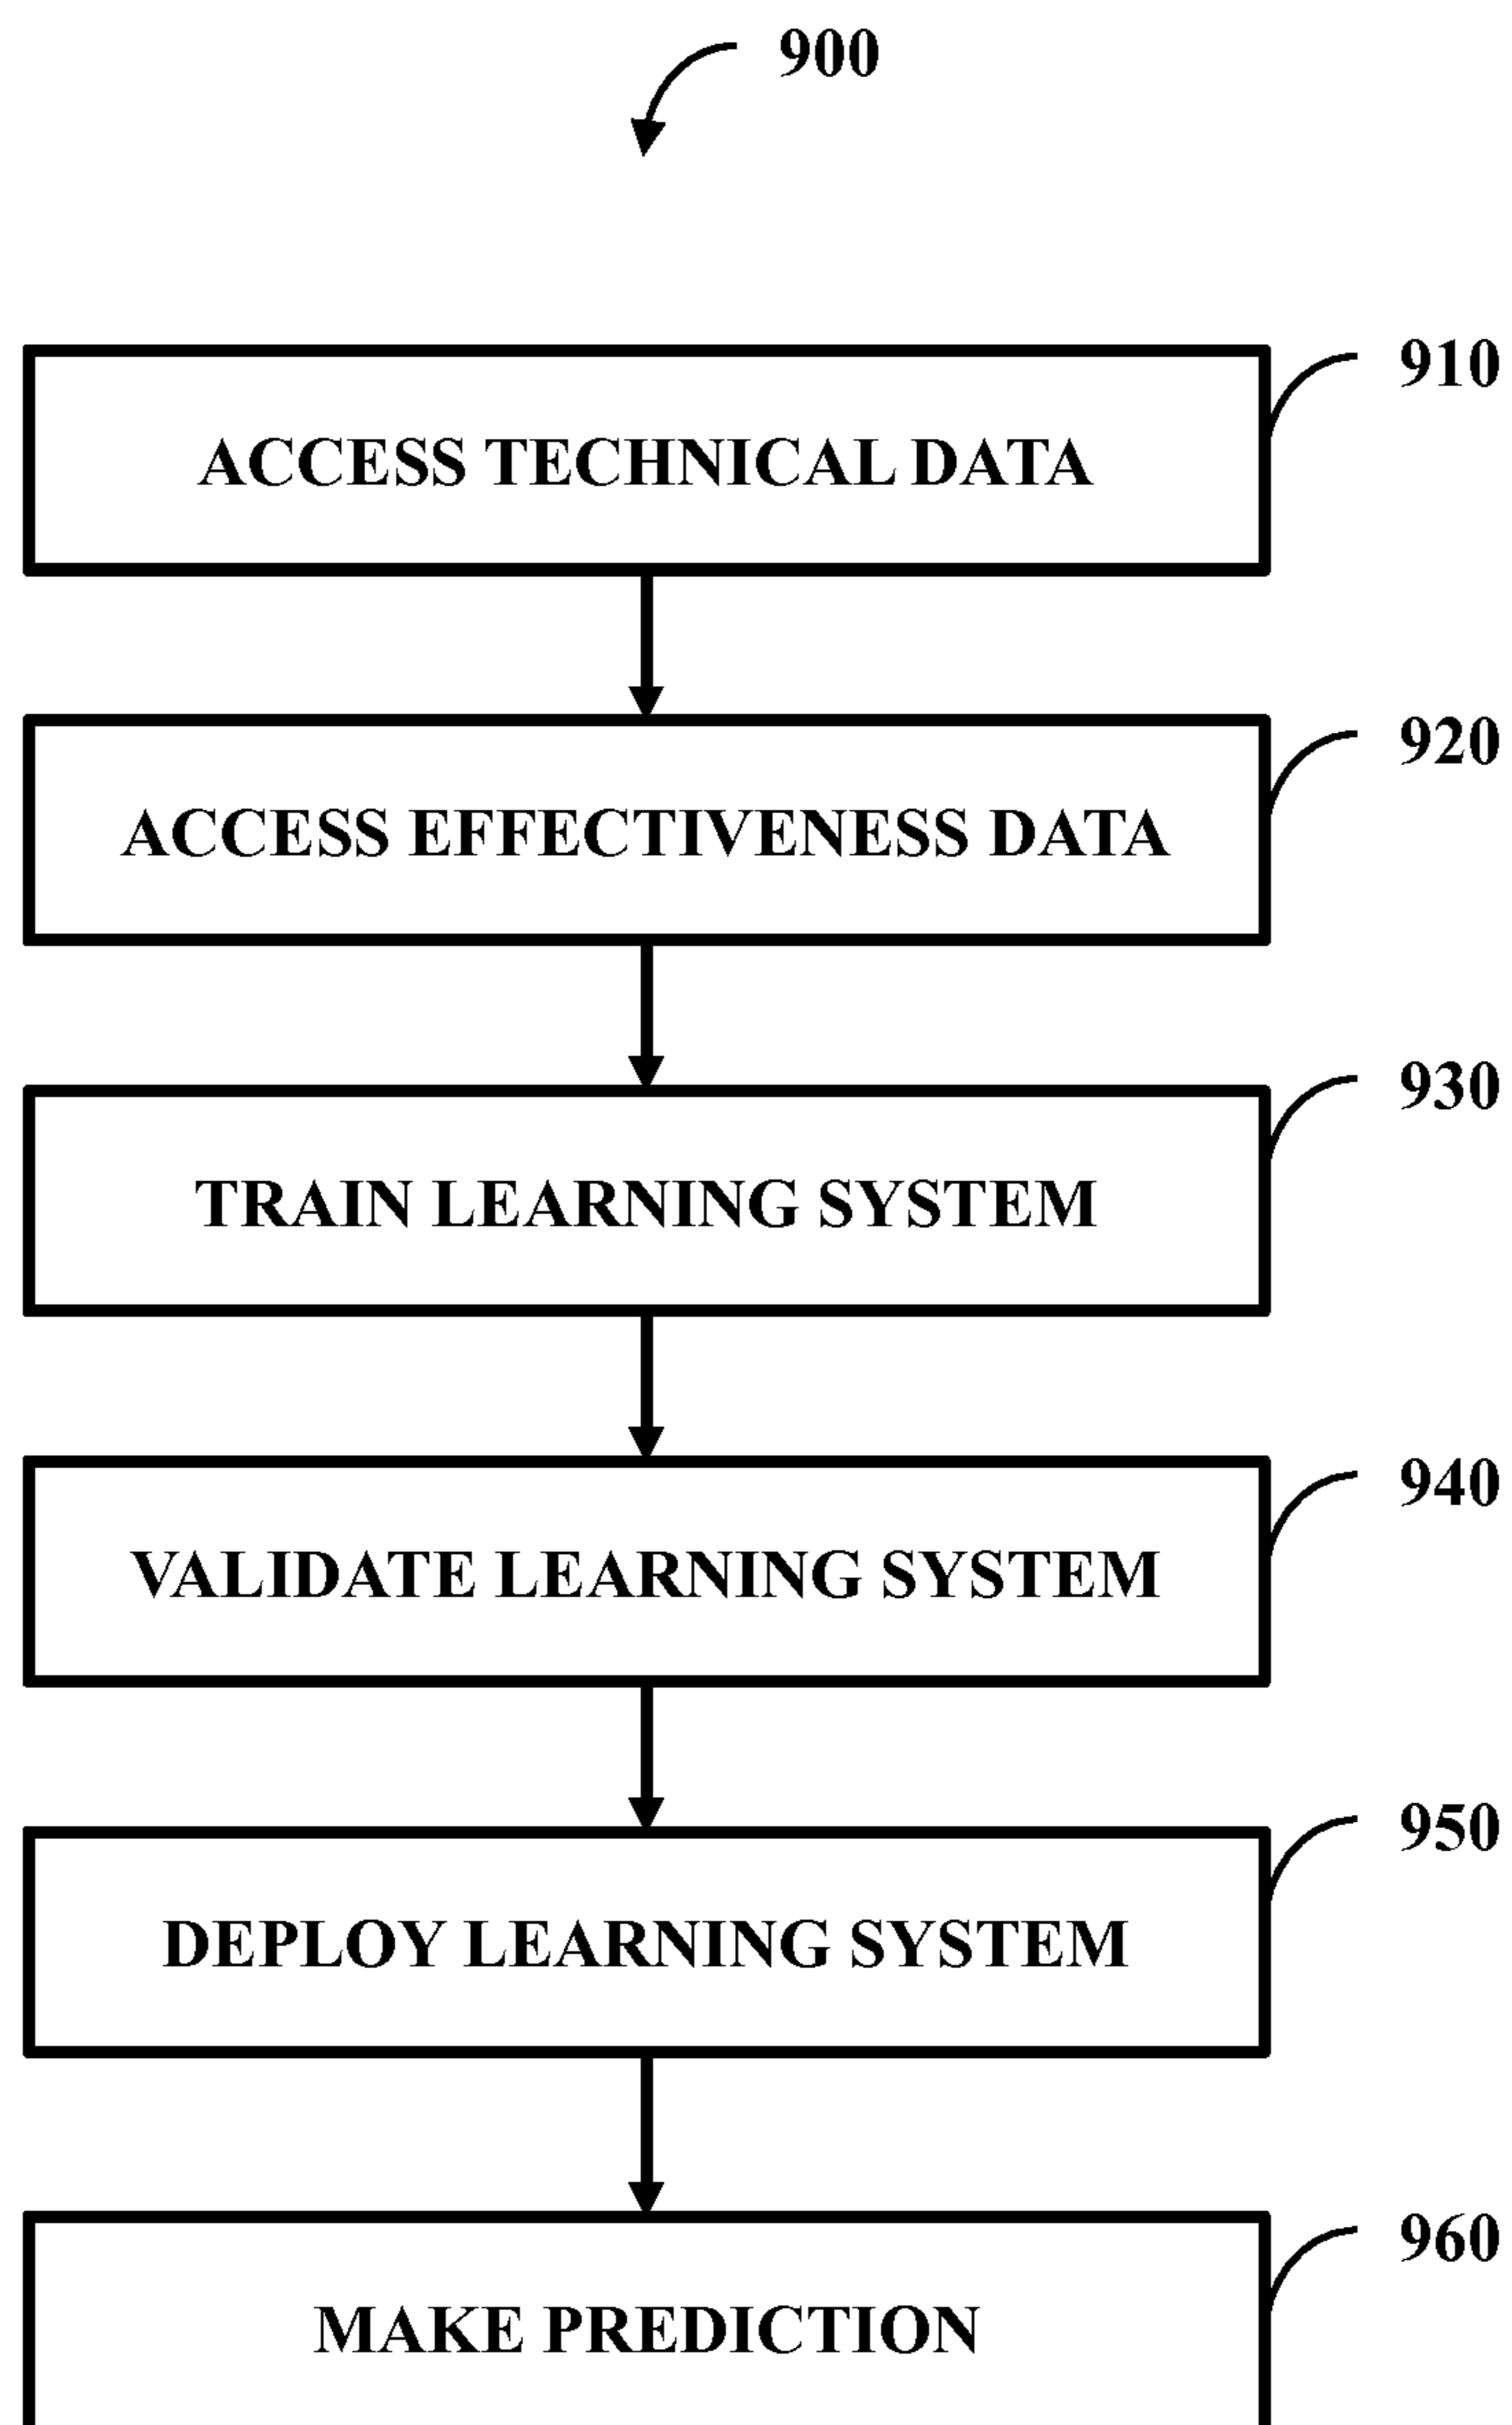 900
910
ACCESS TECHNICAL DATA
920
ACCESS EFFECTIVENESS DATA
930
TRAIN LEARNING SYSTEM
940
VALIDATE LEARNING SYSTEM
950
DEPLOY LEARNING SYSTEM
960
MAKE PREDICTION